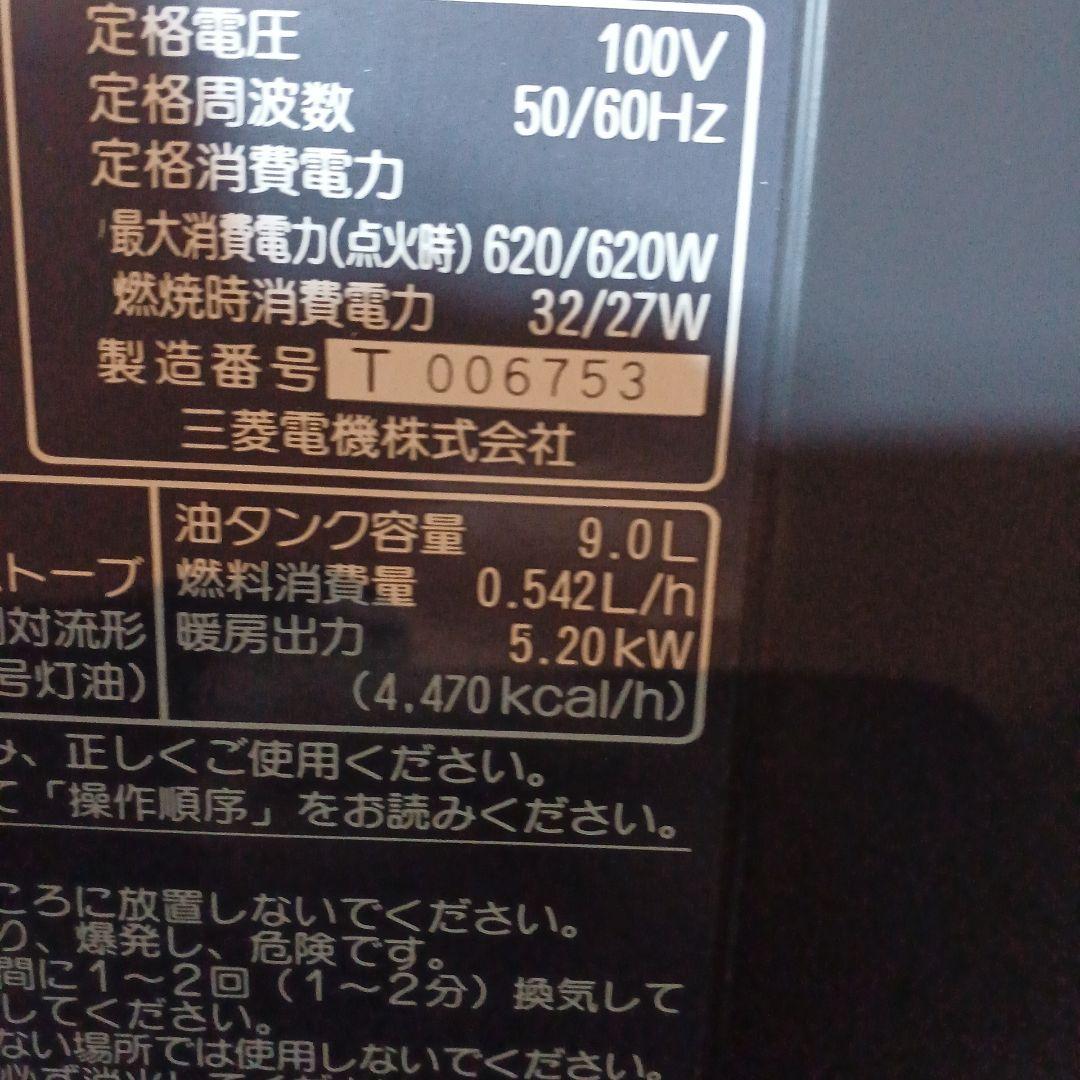 定格電圧 100V
定格周波数 50/60Hz
定格消費電力
最大消費電力(点火時) 620/620W
燃焼時消費電力 32/27W
製造番号 T 006753
三菱電機株式会社
トーブ
対流形
号灯油)
油タンク容量 9.0L
燃料消費量 0.542L/h
暖房出力 5.20kW
(4,470kcal/h)
、正しくご使用ください。
て「操作順序」をお読みください。
ころに放置しないでください。
り、爆発し、危険です。
間に1～2回(1～2分)換気して
してください。
ない場所では使用しないでください。